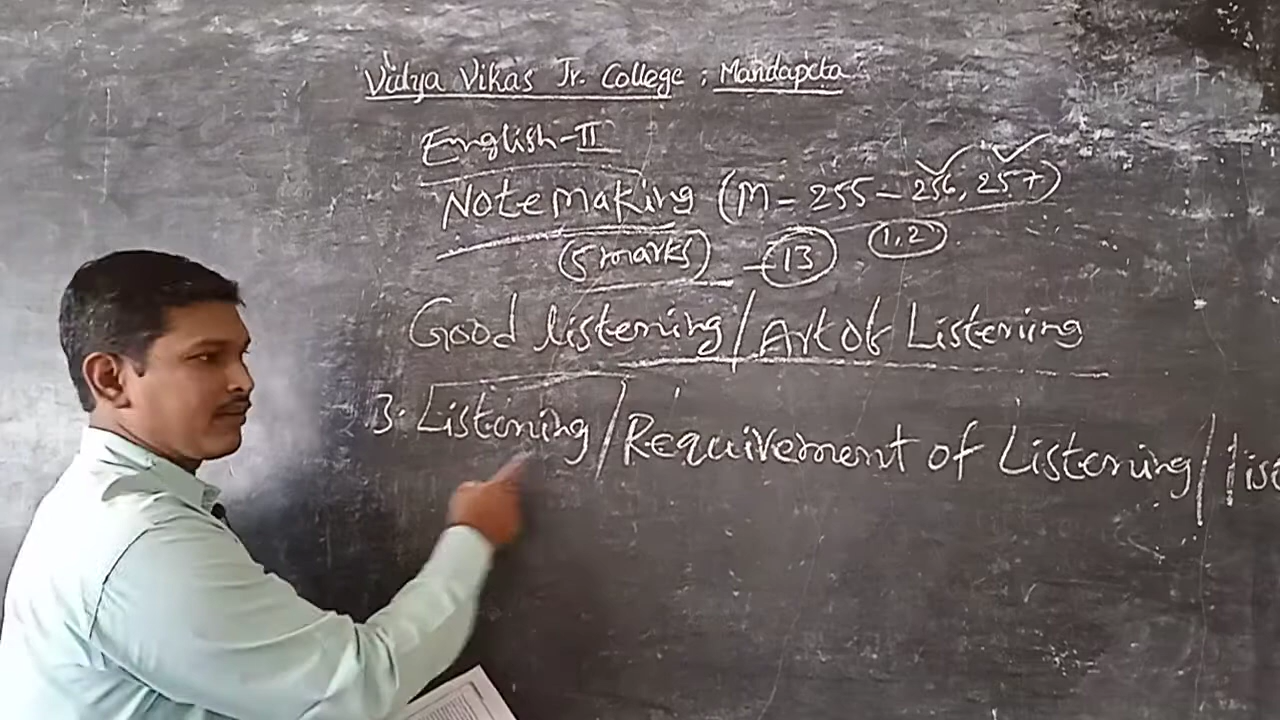 Vidya Vikas Jr. College ; Mandapeta
English-II
Note making (M - 255 - 256, 257)
(5 marks) - 13 1,2
Good listening/Art of Listening
3. Listening/Requirement of Listening/list